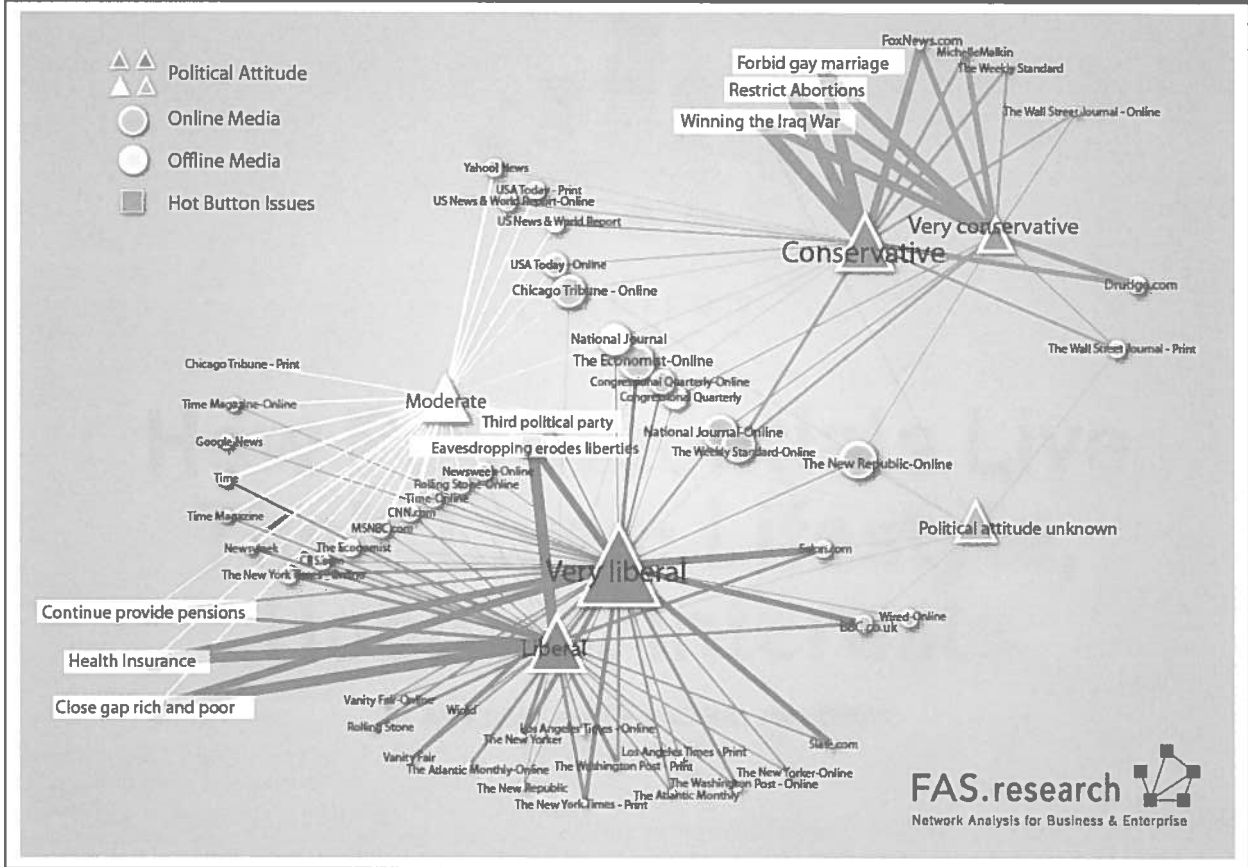 Political Attitude
Online Media
Offline Media
Hot Button Issues
FoxNews.com
MichelleMalkin
The Weekly Standard
Forbid gay marriage
Restrict Abortions
Winning the Iraq War
The Wall Street Journal - Online
Yahoo! News
USA Today - Print
US News & World Report-Online
US News & World Report
Very conservative
Conservative
USA Today -Online
Chicago Tribune - Online
Drudge.com
National Journal
The Economist-Online
The Wall Street Journal - Print
Chicago Tribune - Print
Congressional Quarterly-Online
Congressional Quarterly
Time Magazine-Online
Moderate
Third political party
National Journal-Online
Google News
Eavesdropping erodes liberties
The Weekly Standard-Online
The New Republic-Online
Newsweek-Online
Rolling Stone-Online
Time
Time-Online
CNN.com
Time Magazine
MSNBC.com
Political attitude unknown
Newsweek
The Economist
Salon.com
The New York Times - Online
Very liberal
Continue provide pensions
Wired-Online
BBC.co.uk
Liberal
Health Insurance
Close gap rich and poor
Vanity Fair-Online
Wired
Rolling Stone
Los Angeles Times - Online
The New Yorker
Slate.com
Los Angeles Times - Print
Vanity Fair
The Atlantic Monthly-Online
The Washington Post - Print
The New Yorker-Online
The New Republic
The Washington Post - Online
The Atlantic Monthly
The New York Times - Print
FAS.research
Network Analysis for Business & Enterprise